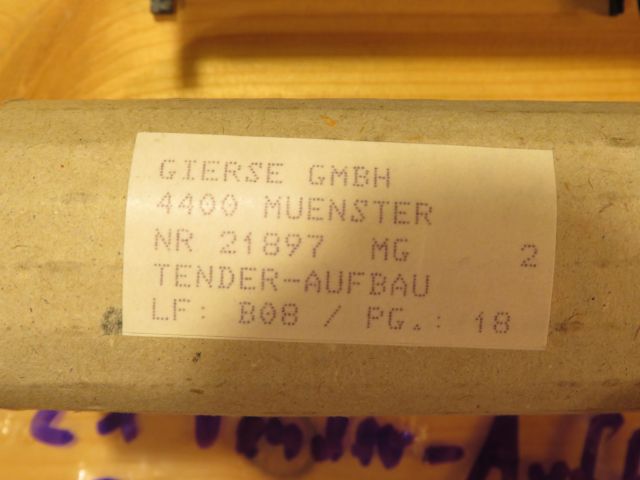 GIERSE GMBH
4400 MUENSTER
NR 21897 MG 2
TENDER-AUFBAU
LF: B08 / PG.: 18